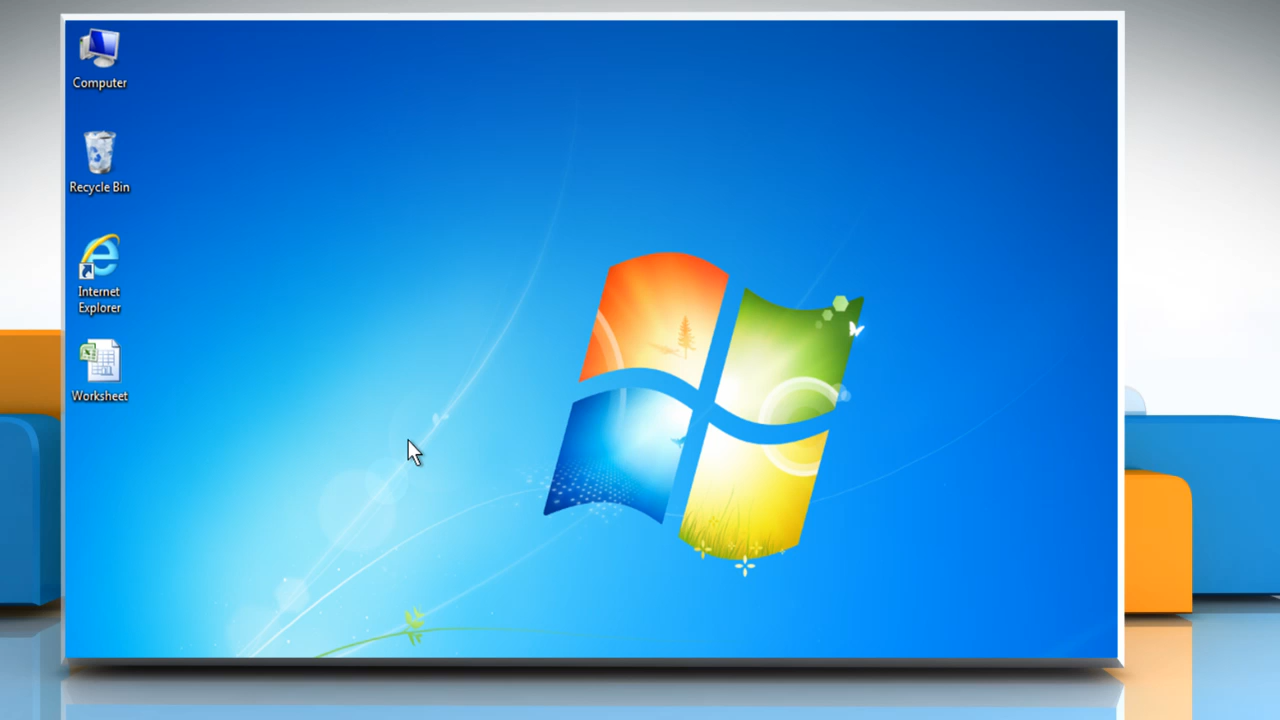 Computer
Recycle Bin
Internet
Explorer
Worksheet